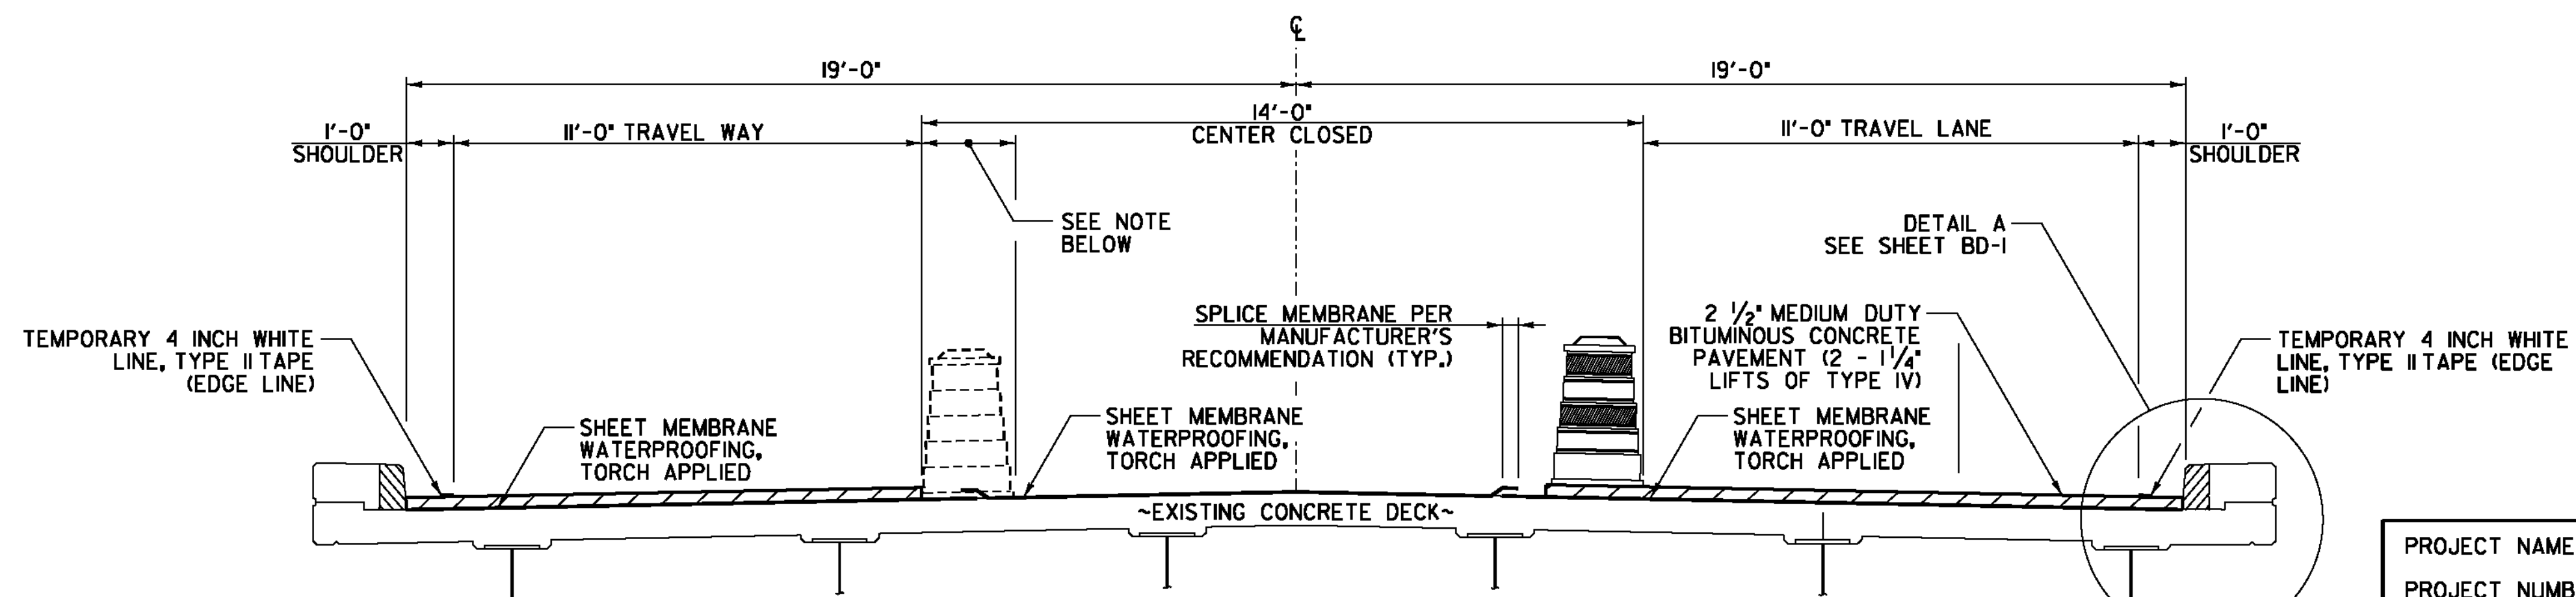 ℄
19'-0"
19'-0"
14'-0"
CENTER CLOSED
1'-0"
SHOULDER
11'-0" TRAVEL WAY
11'-0" TRAVEL LANE
1'-0"
SHOULDER
SEE NOTE
BELOW
DETAIL A
SEE SHEET BD-1
TEMPORARY 4 INCH WHITE
LINE, TYPE II TAPE
(EDGE LINE)
SPLICE MEMBRANE PER
MANUFACTURER'S
RECOMMENDATION (TYP.)
2 1/2" MEDIUM DUTY
BITUMINOUS CONCRETE
PAVEMENT (2 - 1 1/4"
LIFTS OF TYPE IV)
TEMPORARY 4 INCH WHITE
LINE, TYPE II TAPE (EDGE
LINE)
SHEET MEMBRANE
WATERPROOFING,
TORCH APPLIED
SHEET MEMBRANE
WATERPROOFING,
TORCH APPLIED
SHEET MEMBRANE
WATERPROOFING,
TORCH APPLIED
~EXISTING CONCRETE DECK~
PROJECT NAME
PROJECT NUMB